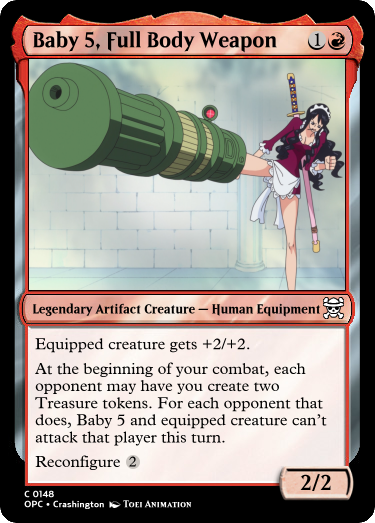 Baby 5, Full Body Weapon 1
Legendary Artifact Creature — Human Equipment
Equipped creature gets +2/+2.
At the beginning of your combat, each
opponent may have you create two
Treasure tokens. For each opponent that
does, Baby 5 and equipped creature can't
attack that player this turn.
Reconfigure 2
2/2
C 0148
OPC • Crashington TOEI ANIMATION